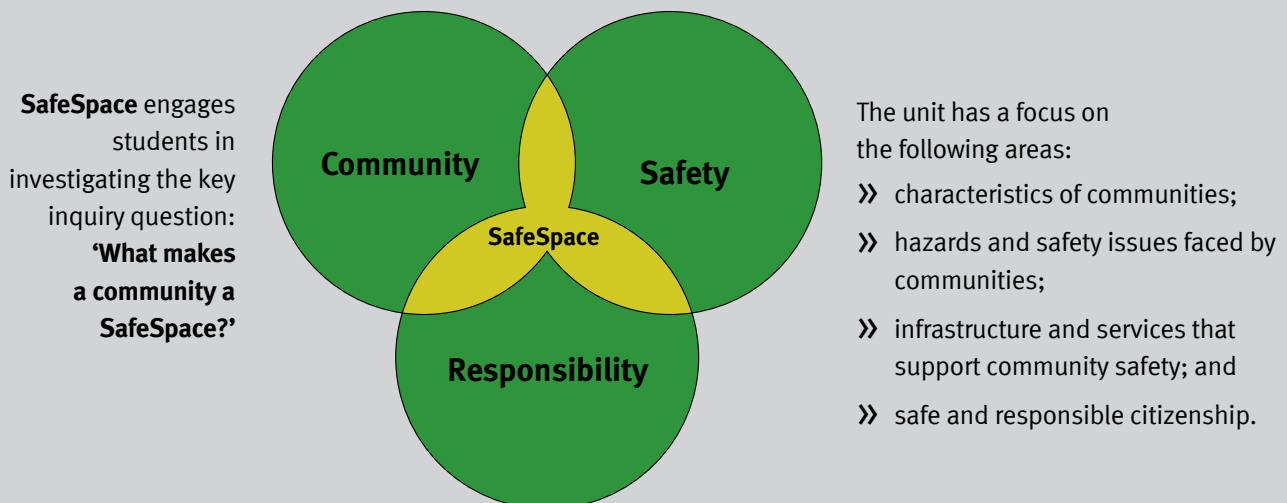 SafeSpace engages
students in
investigating the key
inquiry question:
‘What makes
a community a
SafeSpace?’
Community
Safety
SafeSpace
Responsibility
The unit has a focus on
the following areas:
» characteristics of communities;
» hazards and safety issues faced by
communities;
» infrastructure and services that
support community safety; and
» safe and responsible citizenship.